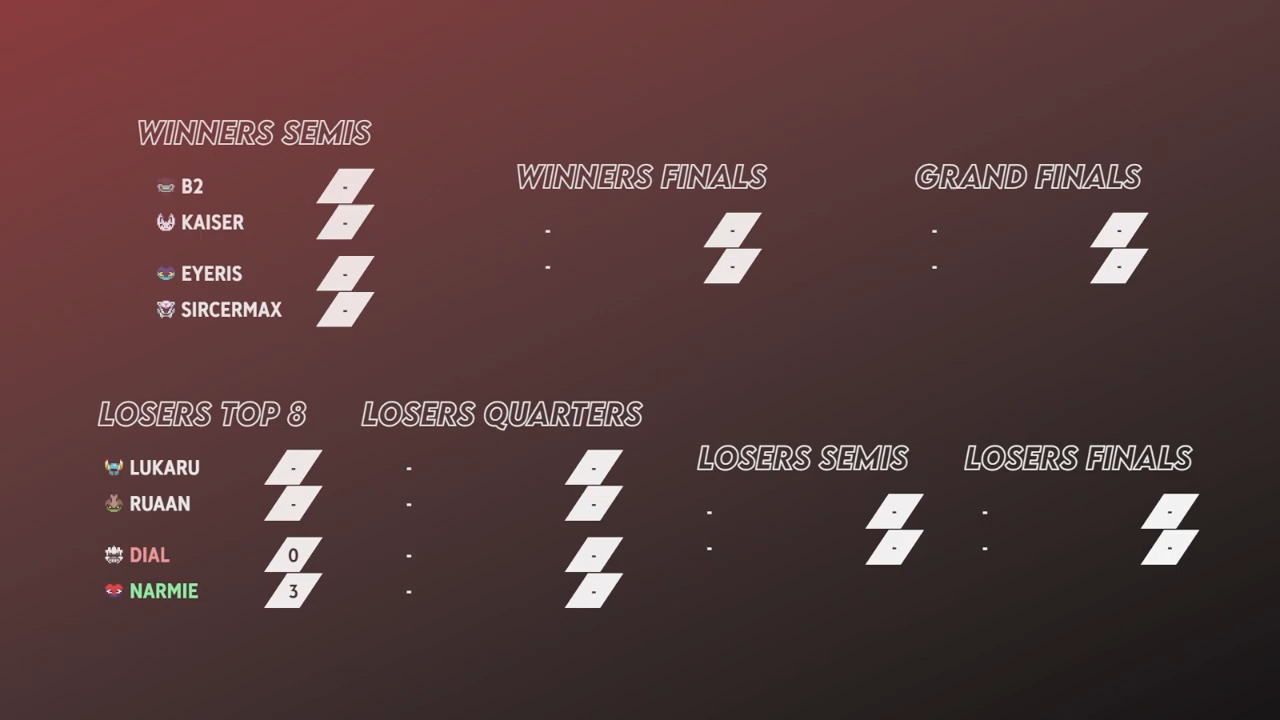 WINNERS SEMIS
B2 -
KAISER -
EYERIS -
SIRCERMAX -
WINNERS FINALS
- -
- -
GRAND FINALS
- -
- -
LOSERS TOP 8
LUKARU -
RUAAN -
DIAL 0
NARMIE 3
LOSERS QUARTERS
- -
- -
- -
- -
LOSERS SEMIS
- -
- -
LOSERS FINALS
- -
- -